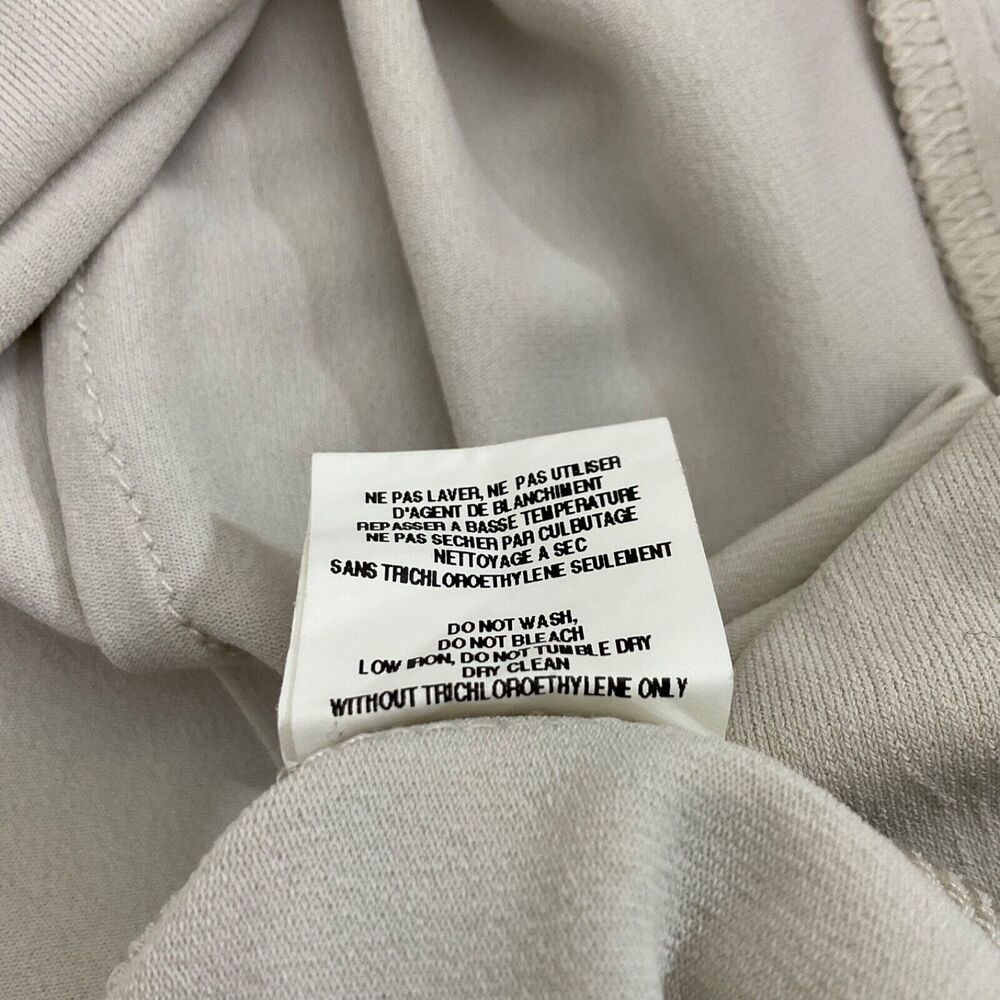 NE PAS LAVER, NE PAS UTILISER
D'AGENT DE BLANCHIMENT
REPASSER A BASSE TEMPERATURE
NE PAS SECHER PAR CULBUTAGE
NETTOYAGE A SEC
SANS TRICHLOROETHYLENE SEULEMENT
DO NOT WASH,
DO NOT BLEACH
LOW IRON, DO NOT TUMBLE DRY
DRY CLEAN
WITHOUT TRICHLOROETHYLENE ONLY